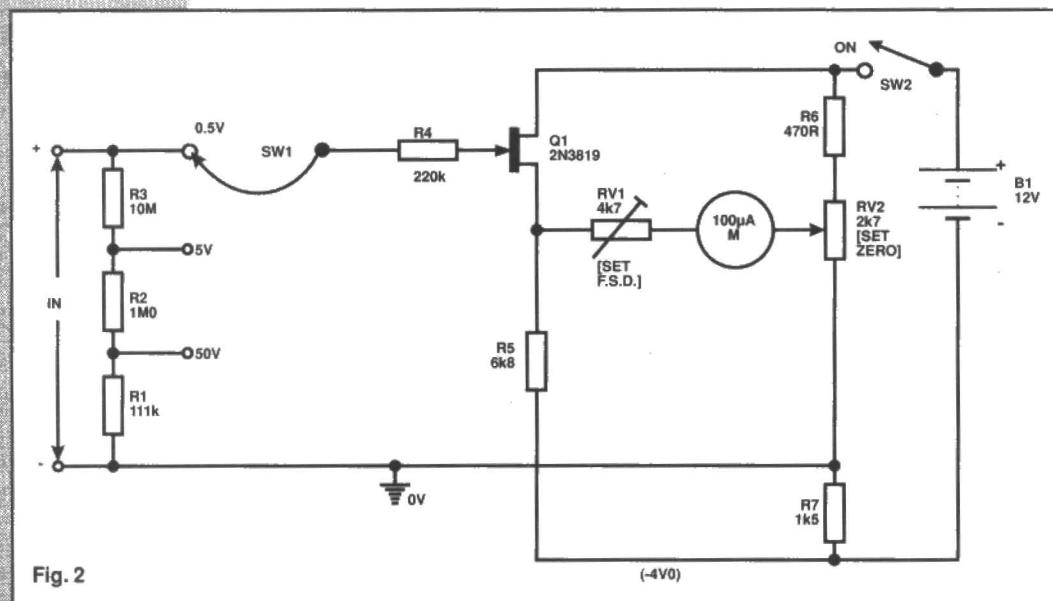 ON
SW2
0.5V
R6
470R
R4
Q1
2N3819
+
SW1
+
220k
RV1
4k7
B1
12V
R3
10M
100µA
M
RV2
2k7
[SET
ZERO]
-
5V
[SET
F.S.D.]
IN
R2
1M0
R5
6k8
50V
R1
111k
-
0V
R7
1k5
Fig. 2
(-4V0)